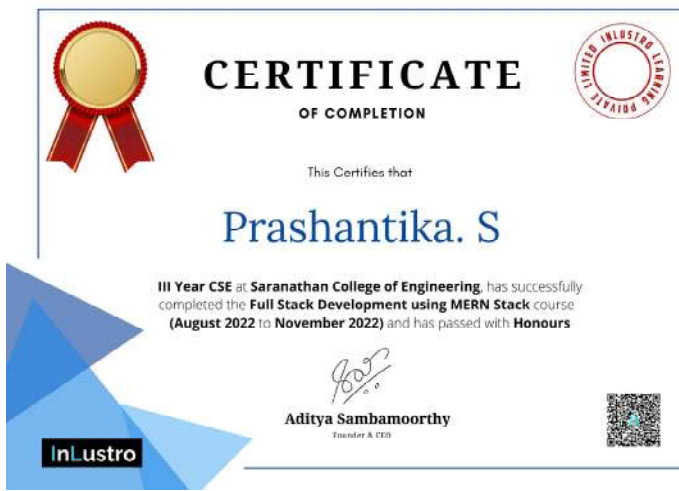 CERTIFICATE
OF COMPLETION
INLUSTRO LEARNING PRIVATE LIMITED
This Certifies that
Prashantika. S
III Year CSE at Saranathan College of Engineering, has successfully
completed the Full Stack Development using MERN Stack course
(August 2022 to November 2022) and has passed with Honours
Aditya Sambamoorthy
Founder & CEO
InLustro